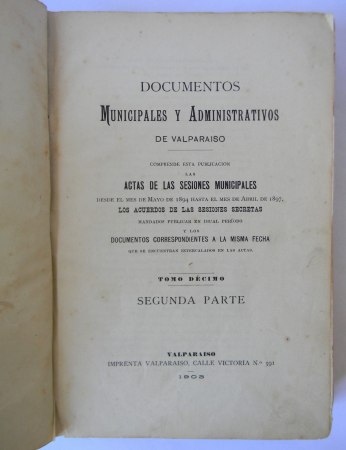 DOCUMENTOS
MUNICIPALES Y ADMINISTRATIVOS
DE VALPARAISO
COMPRENDE ESTA PUBLICACIÓN
LAS
ACTAS DE LAS SESIONES MUNICIPALES
DESDE EL MES DE MAYO DE 1894 HASTA EL MES DE ABRIL DE 1897,
LOS ACUERDOS DE LAS SESIONES SECRETAS
MANDADOS PUBLICAR EN IGUAL PERÍODO
Y LOS
DOCUMENTOS CORRESPONDIENTES A LA MISMA FECHA
QUE SE ENCUENTRAN INTERCALADOS EN LAS ACTAS.
TOMO DÉCIMO
SEGUNDA PARTE
VALPARAISO
IMPRENTA VALPARAISO, CALLE VICTORIA N.º 391
1903